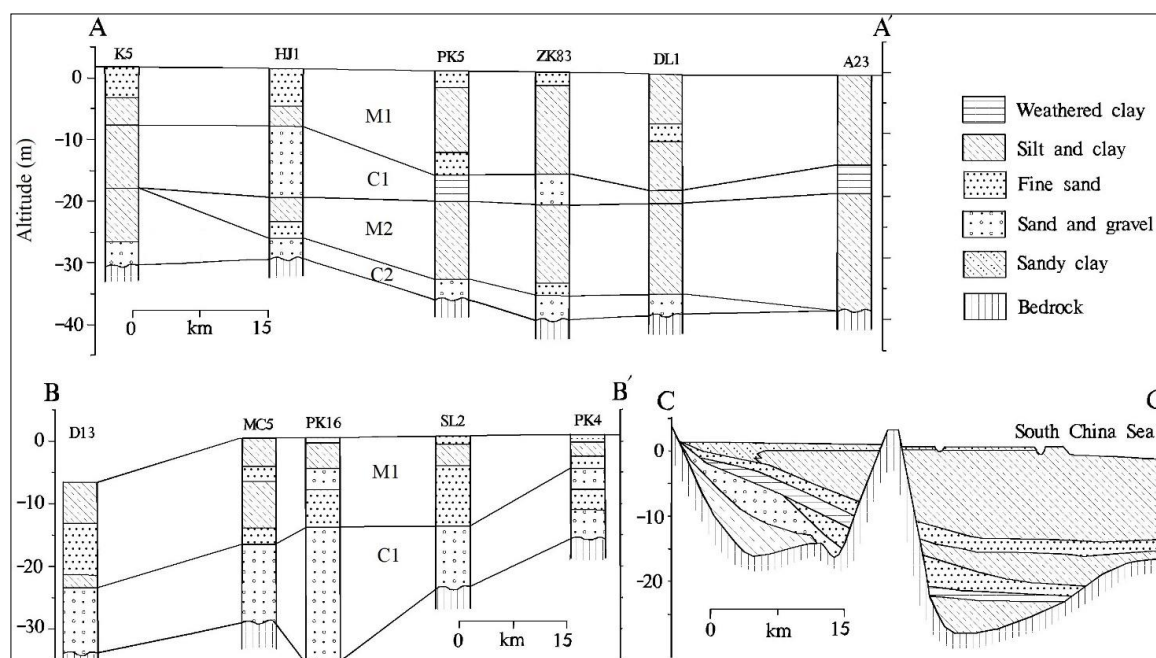 A A′
K5 HJ1 PK5 ZK83 DL1 A23
0
-10
-20
-30
-40
Altitude (m)
M1
C1
M2
C2
0 km 15
Weathered clay
Silt and clay
Fine sand
Sand and gravel
Sandy clay
Bedrock
B B′
D13 MC5 PK16 SL2 PK4
0
-10
-20
-30
M1
C1
0 km 15
C
South China Sea
0
-10
-20
0 km 15